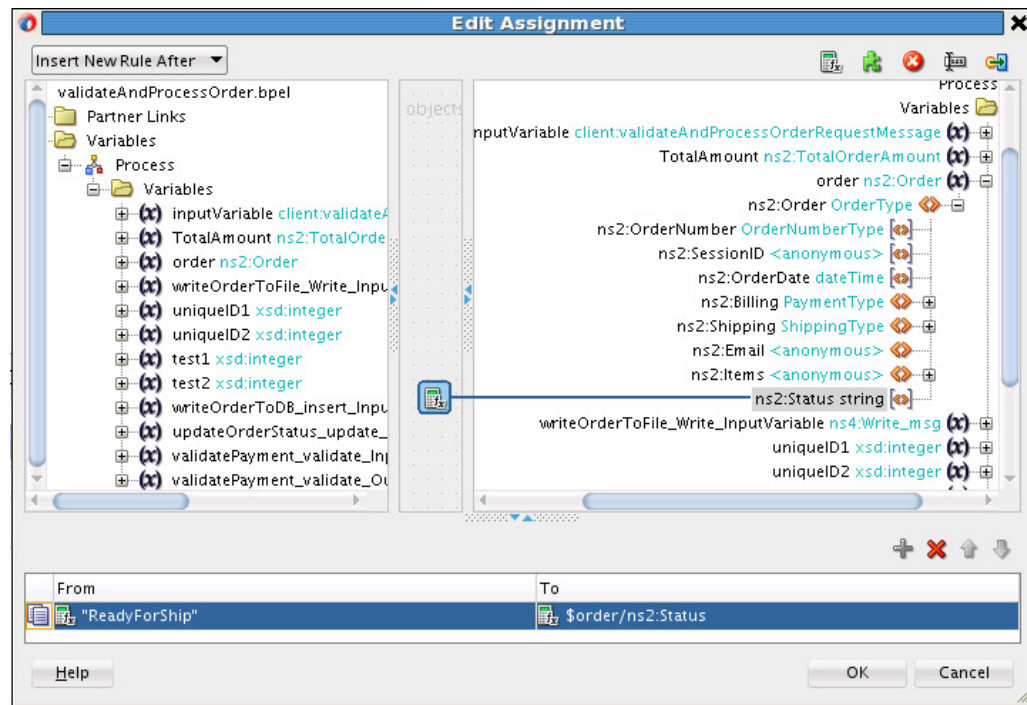 Edit Assignment
Insert New Rule After
validateAndProcessOrder.bpel
Partner Links
Variables
Process
Variables
inputVariable client:validateA
TotalAmount ns2:TotalOrde
order ns2:Order
writeOrderToFile_Write_Inpu
uniqueID1 xsd:integer
uniqueID2 xsd:integer
test1 xsd:integer
test2 xsd:integer
writeOrderToDB_insert_Inpu
updateOrderStatus_update_
validatePayment_validate_In
validatePayment_validate_Ou
objects
Process
Variables
nputVariable client:validateAndProcessOrderRequestMessage
TotalAmount ns2:TotalOrderAmount
order ns2:Order
ns2:Order OrderType
ns2:OrderNumber OrderNumberType
ns2:SessionID <anonymous>
ns2:OrderDate dateTime
ns2:Billing PaymentType
ns2:Shipping ShippingType
ns2:Email <anonymous>
ns2:Items <anonymous>
ns2:Status string
writeOrderToFile_Write_InputVariable ns4:Write_msg
uniqueID1 xsd:integer
uniqueID2 xsd:integer
From To
"ReadyForShip" $order/ns2:Status
Help OK Cancel